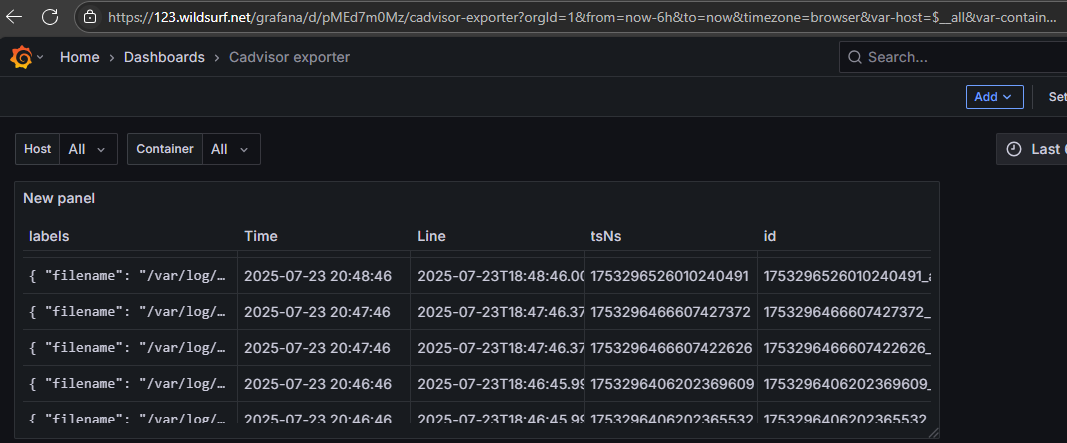 https://123.wildsurf.net/grafana/d/pMEd7m0Mz/cadvisor-exporter?orgId=1&from=now-6h&to=now&timezone=browser&var-host=$__all&var-contain...
Home > Dashboards > Cadvisor exporter
Search...
Add
Set
Host All Container All
Last
New panel
labels Time Line tsNs id
{ "filename": "/var/log/… 2025-07-23 20:48:46 2025-07-23T18:48:46.00 1753296526010240491 1753296526010240491_a
{ "filename": "/var/log/… 2025-07-23 20:47:46 2025-07-23T18:47:46.37 1753296466607427372 1753296466607427372_
{ "filename": "/var/log/… 2025-07-23 20:47:46 2025-07-23T18:47:46.37 1753296466607422626 1753296466607422626_
{ "filename": "/var/log/… 2025-07-23 20:46:46 2025-07-23T18:46:45.99 1753296406202369609 1753296406202369609_
{ "filename": "/var/log/… 2025-07-23 20:46:46 2025-07-23T18:46:45.99 1753296406202365532 1753296406202365532